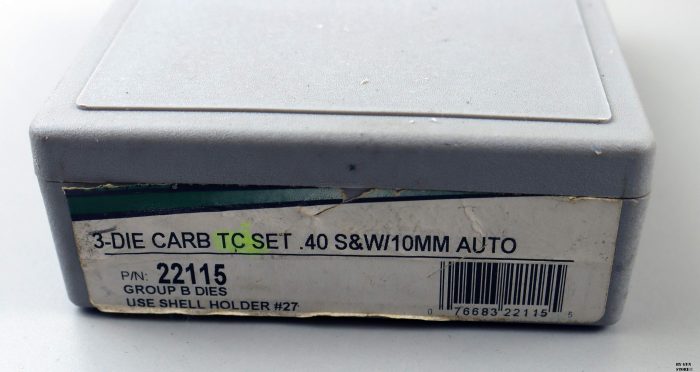 3-DIE CARB TC SET .40 S&W/10MM AUTO
P/N: 22115
GROUP B DIES
USE SHELL HOLDER #27
0 76683 22115 5